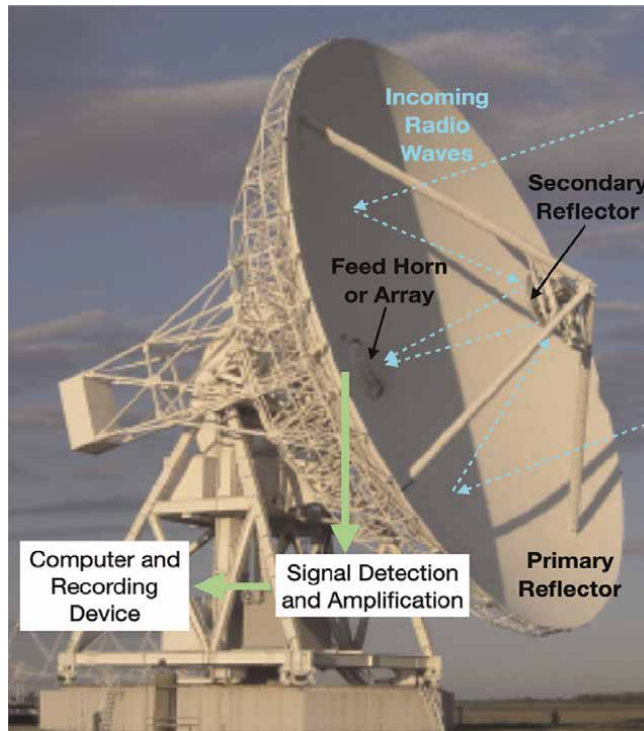 Incoming
Radio
Waves
Secondary
Reflector
Feed Horn
or Array
Computer and
Recording
Device
Signal Detection
and Amplification
Primary
Reflector